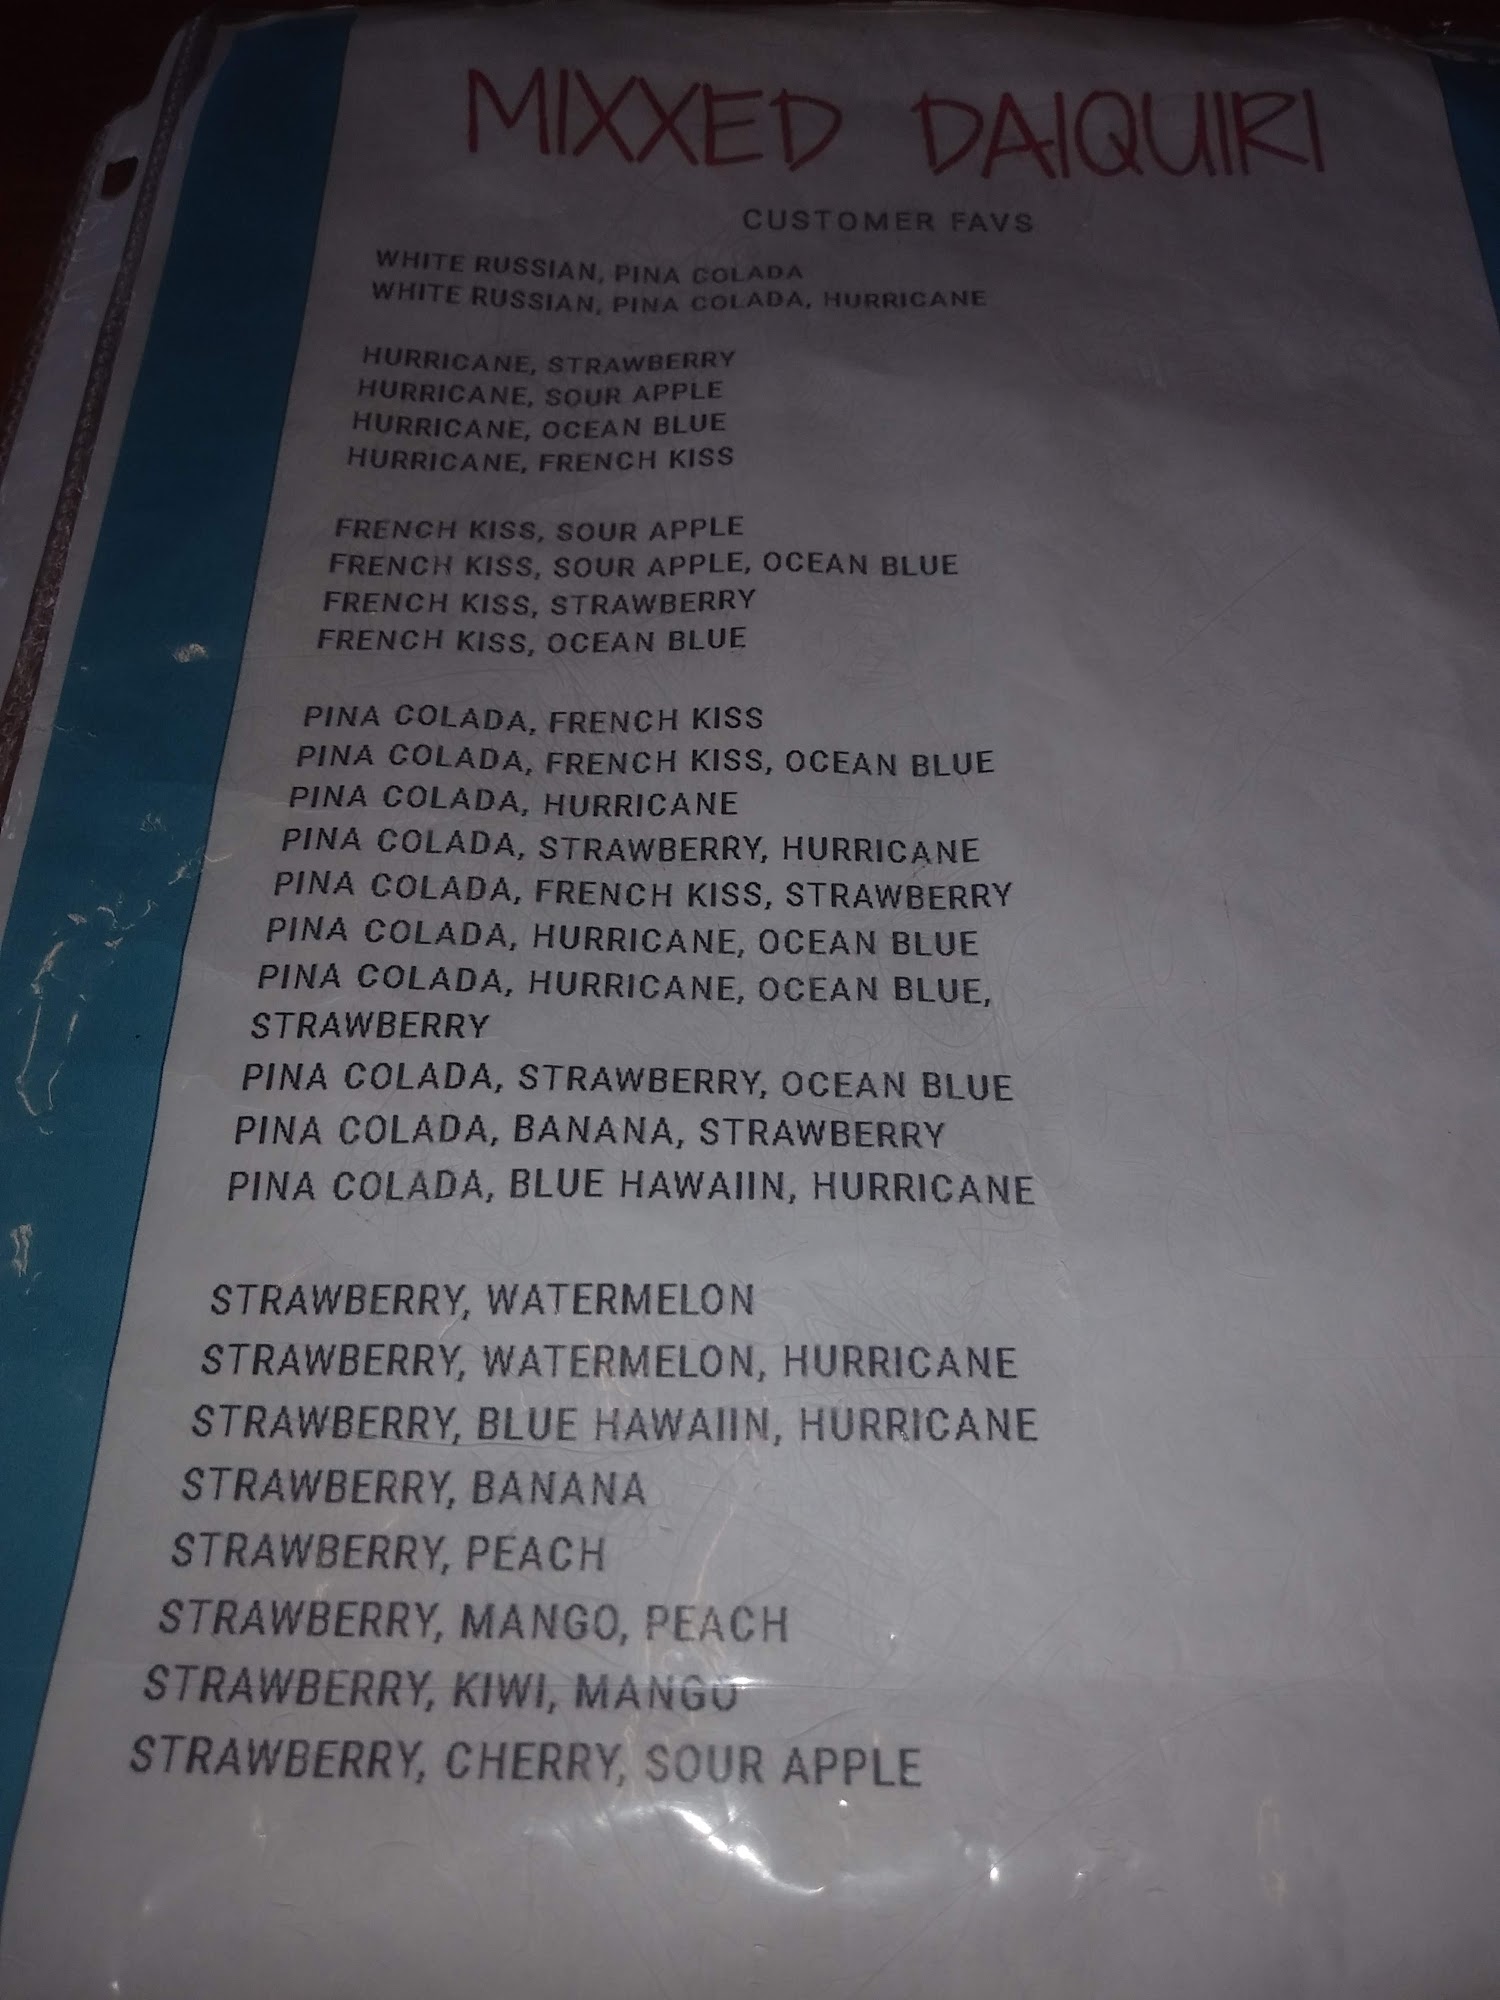 MIXXED DAIQUIRI
CUSTOMER FAVS
WHITE RUSSIAN, PINA COLADA
WHITE RUSSIAN, PINA COLADA, HURRICANE
HURRICANE, STRAWBERRY
HURRICANE, SOUR APPLE
HURRICANE, OCEAN BLUE
HURRICANE, FRENCH KISS
FRENCH KISS, SOUR APPLE
FRENCH KISS, SOUR APPLE, OCEAN BLUE
FRENCH KISS, STRAWBERRY
FRENCH KISS, OCEAN BLUE
PINA COLADA, FRENCH KISS
PINA COLADA, FRENCH KISS, OCEAN BLUE
PINA COLADA, HURRICANE
PINA COLADA, STRAWBERRY, HURRICANE
PINA COLADA, FRENCH KISS, STRAWBERRY
PINA COLADA, HURRICANE, OCEAN BLUE
PINA COLADA, HURRICANE, OCEAN BLUE,
STRAWBERRY
PINA COLADA, STRAWBERRY, OCEAN BLUE
PINA COLADA, BANANA, STRAWBERRY
PINA COLADA, BLUE HAWAIIN, HURRICANE
STRAWBERRY, WATERMELON
STRAWBERRY, WATERMELON, HURRICANE
STRAWBERRY, BLUE HAWAIIN, HURRICANE
STRAWBERRY, BANANA
STRAWBERRY, PEACH
STRAWBERRY, MANGO, PEACH
STRAWBERRY, KIWI, MANGO
STRAWBERRY, CHERRY, SOUR APPLE